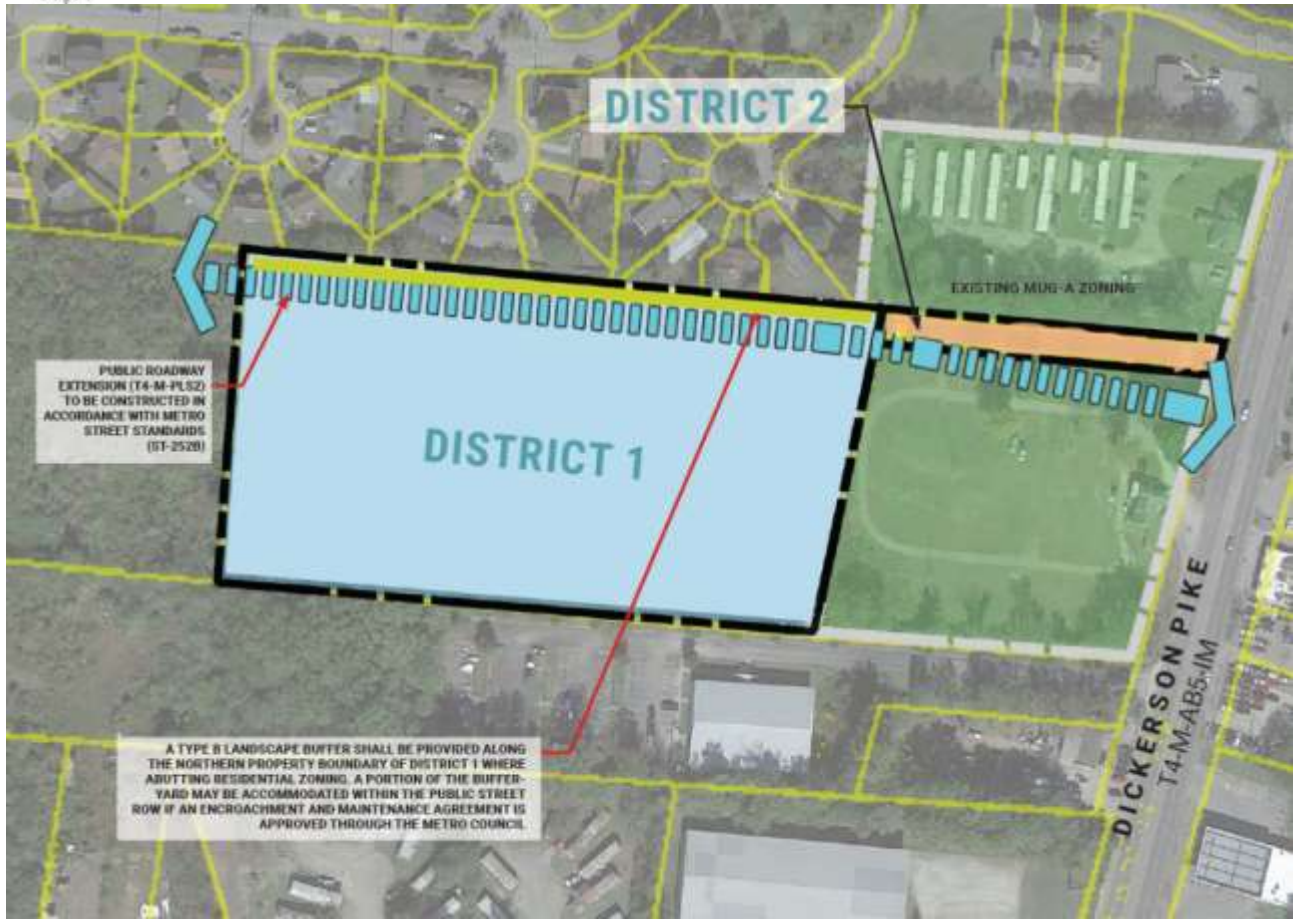 DISTRICT 2
EXISTING MUG-A ZONING
PUBLIC ROADWAY
EXTENSION (T4-M-PLS2)
TO BE CONSTRUCTED IN
ACCORDANCE WITH METRO
STREET STANDARDS
(ST-252B)
DISTRICT 1
A TYPE B LANDSCAPE BUFFER SHALL BE PROVIDED ALONG
THE NORTHERN PROPERTY BOUNDARY OF DISTRICT 1 WHERE
ABUTTING RESIDENTIAL ZONING. A PORTION OF THE BUFFER-
YARD MAY BE ACCOMMODATED WITHIN THE PUBLIC STREET
ROW IF AN ENCROACHMENT AND MAINTENANCE AGREEMENT IS
APPROVED THROUGH THE METRO COUNCIL
DICKERSON PIKE
T4-M-AB5-IM